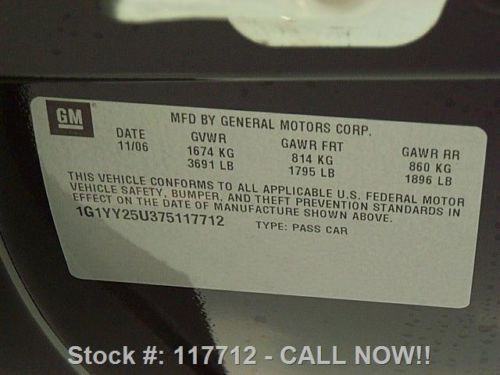 GM
MFD BY GENERAL MOTORS CORP.
DATE GVWR GAWR FRT GAWR RR
11/06 1674 KG 814 KG 860 KG
3691 LB 1795 LB 1896 LB
THIS VEHICLE CONFORMS TO ALL APPLICABLE U.S. FEDERAL MOTOR
VEHICLE SAFETY, BUMPER, AND THEFT PREVENTION STANDARDS IN
EFFECT ON THE DATE OF MANUFACTURE SHOWN ABOVE.
1G1YY25U375117712 TYPE: PASS CAR
Stock #: 117712 - CALL NOW!!